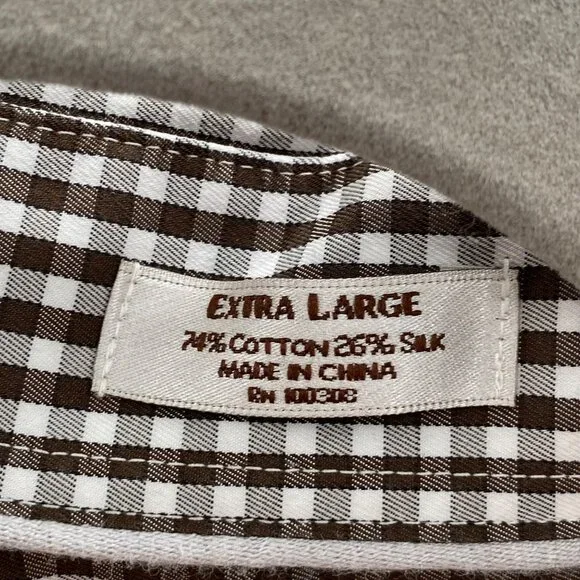 EXTRA LARGE
74% COTTON 26% SILK
MADE IN CHINA
RN 100308